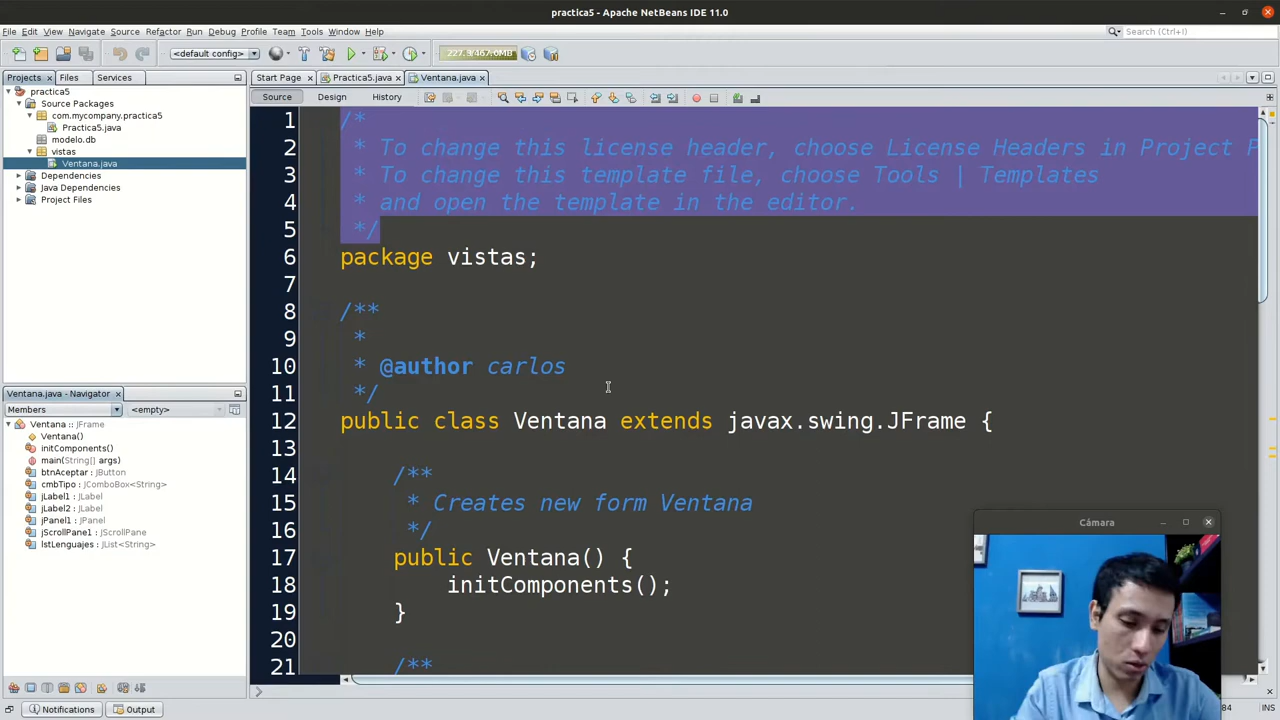 practica5 - Apache NetBeans IDE 11.0
File Edit View Navigate Source Refactor Run Debug Profile Team Tools Window Help
Search (Ctrl+I)
<default config>
227.3/467.0MB
Projects Files Services
Start Page Practica5.java Ventana.java
Source Design History
practica5
Source Packages
com.mycompany.practica5
Practica5.java
modelo.db
vistas
Ventana.java
Dependencies
Java Dependencies
Project Files
Ventana.java - Navigator
Members <empty>
Ventana :: JFrame
Ventana()
initComponents()
main(String[] args)
btnAceptar : JButton
cmbTipo : JComboBox<String>
jLabel1 : JLabel
jLabel2 : JLabel
jPanel1 : JPanel
jScrollPane1 : JScrollPane
lstLenguajes : JList<String>
1 /*
2 * To change this license header, choose License Headers in Project P
3 * To change this template file, choose Tools | Templates
4 * and open the template in the editor.
5 */
6 package vistas;
7
8 /**
9 *
10 * @author carlos
11 */
12 public class Ventana extends javax.swing.JFrame {
13
14 /**
15 * Creates new form Ventana
16 */
17 public Ventana() {
18 initComponents();
19 }
20
21 /**
Cámara
Notifications Output
84 INS